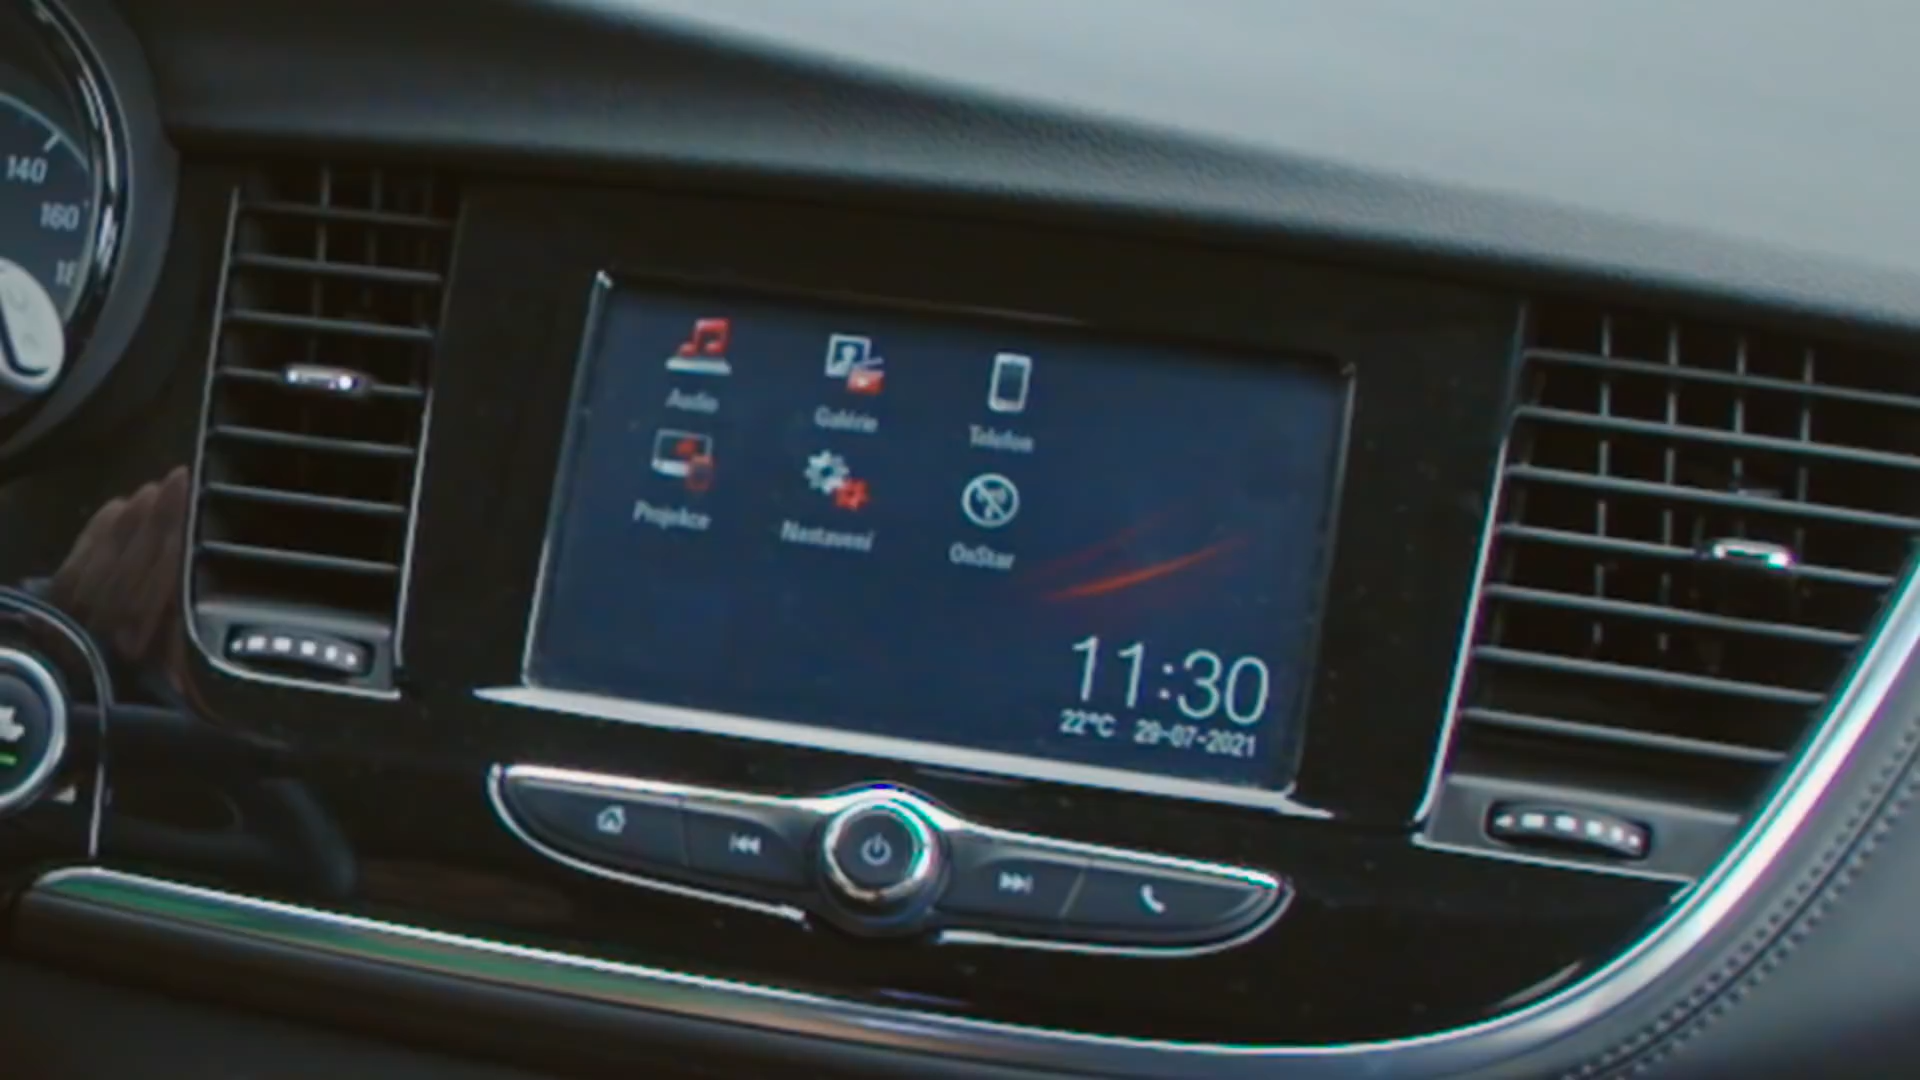 140
160
Audio
Galerie
Telefon
Projekce
Nastavení
OnStar
11:30
22°C 29-07-2021